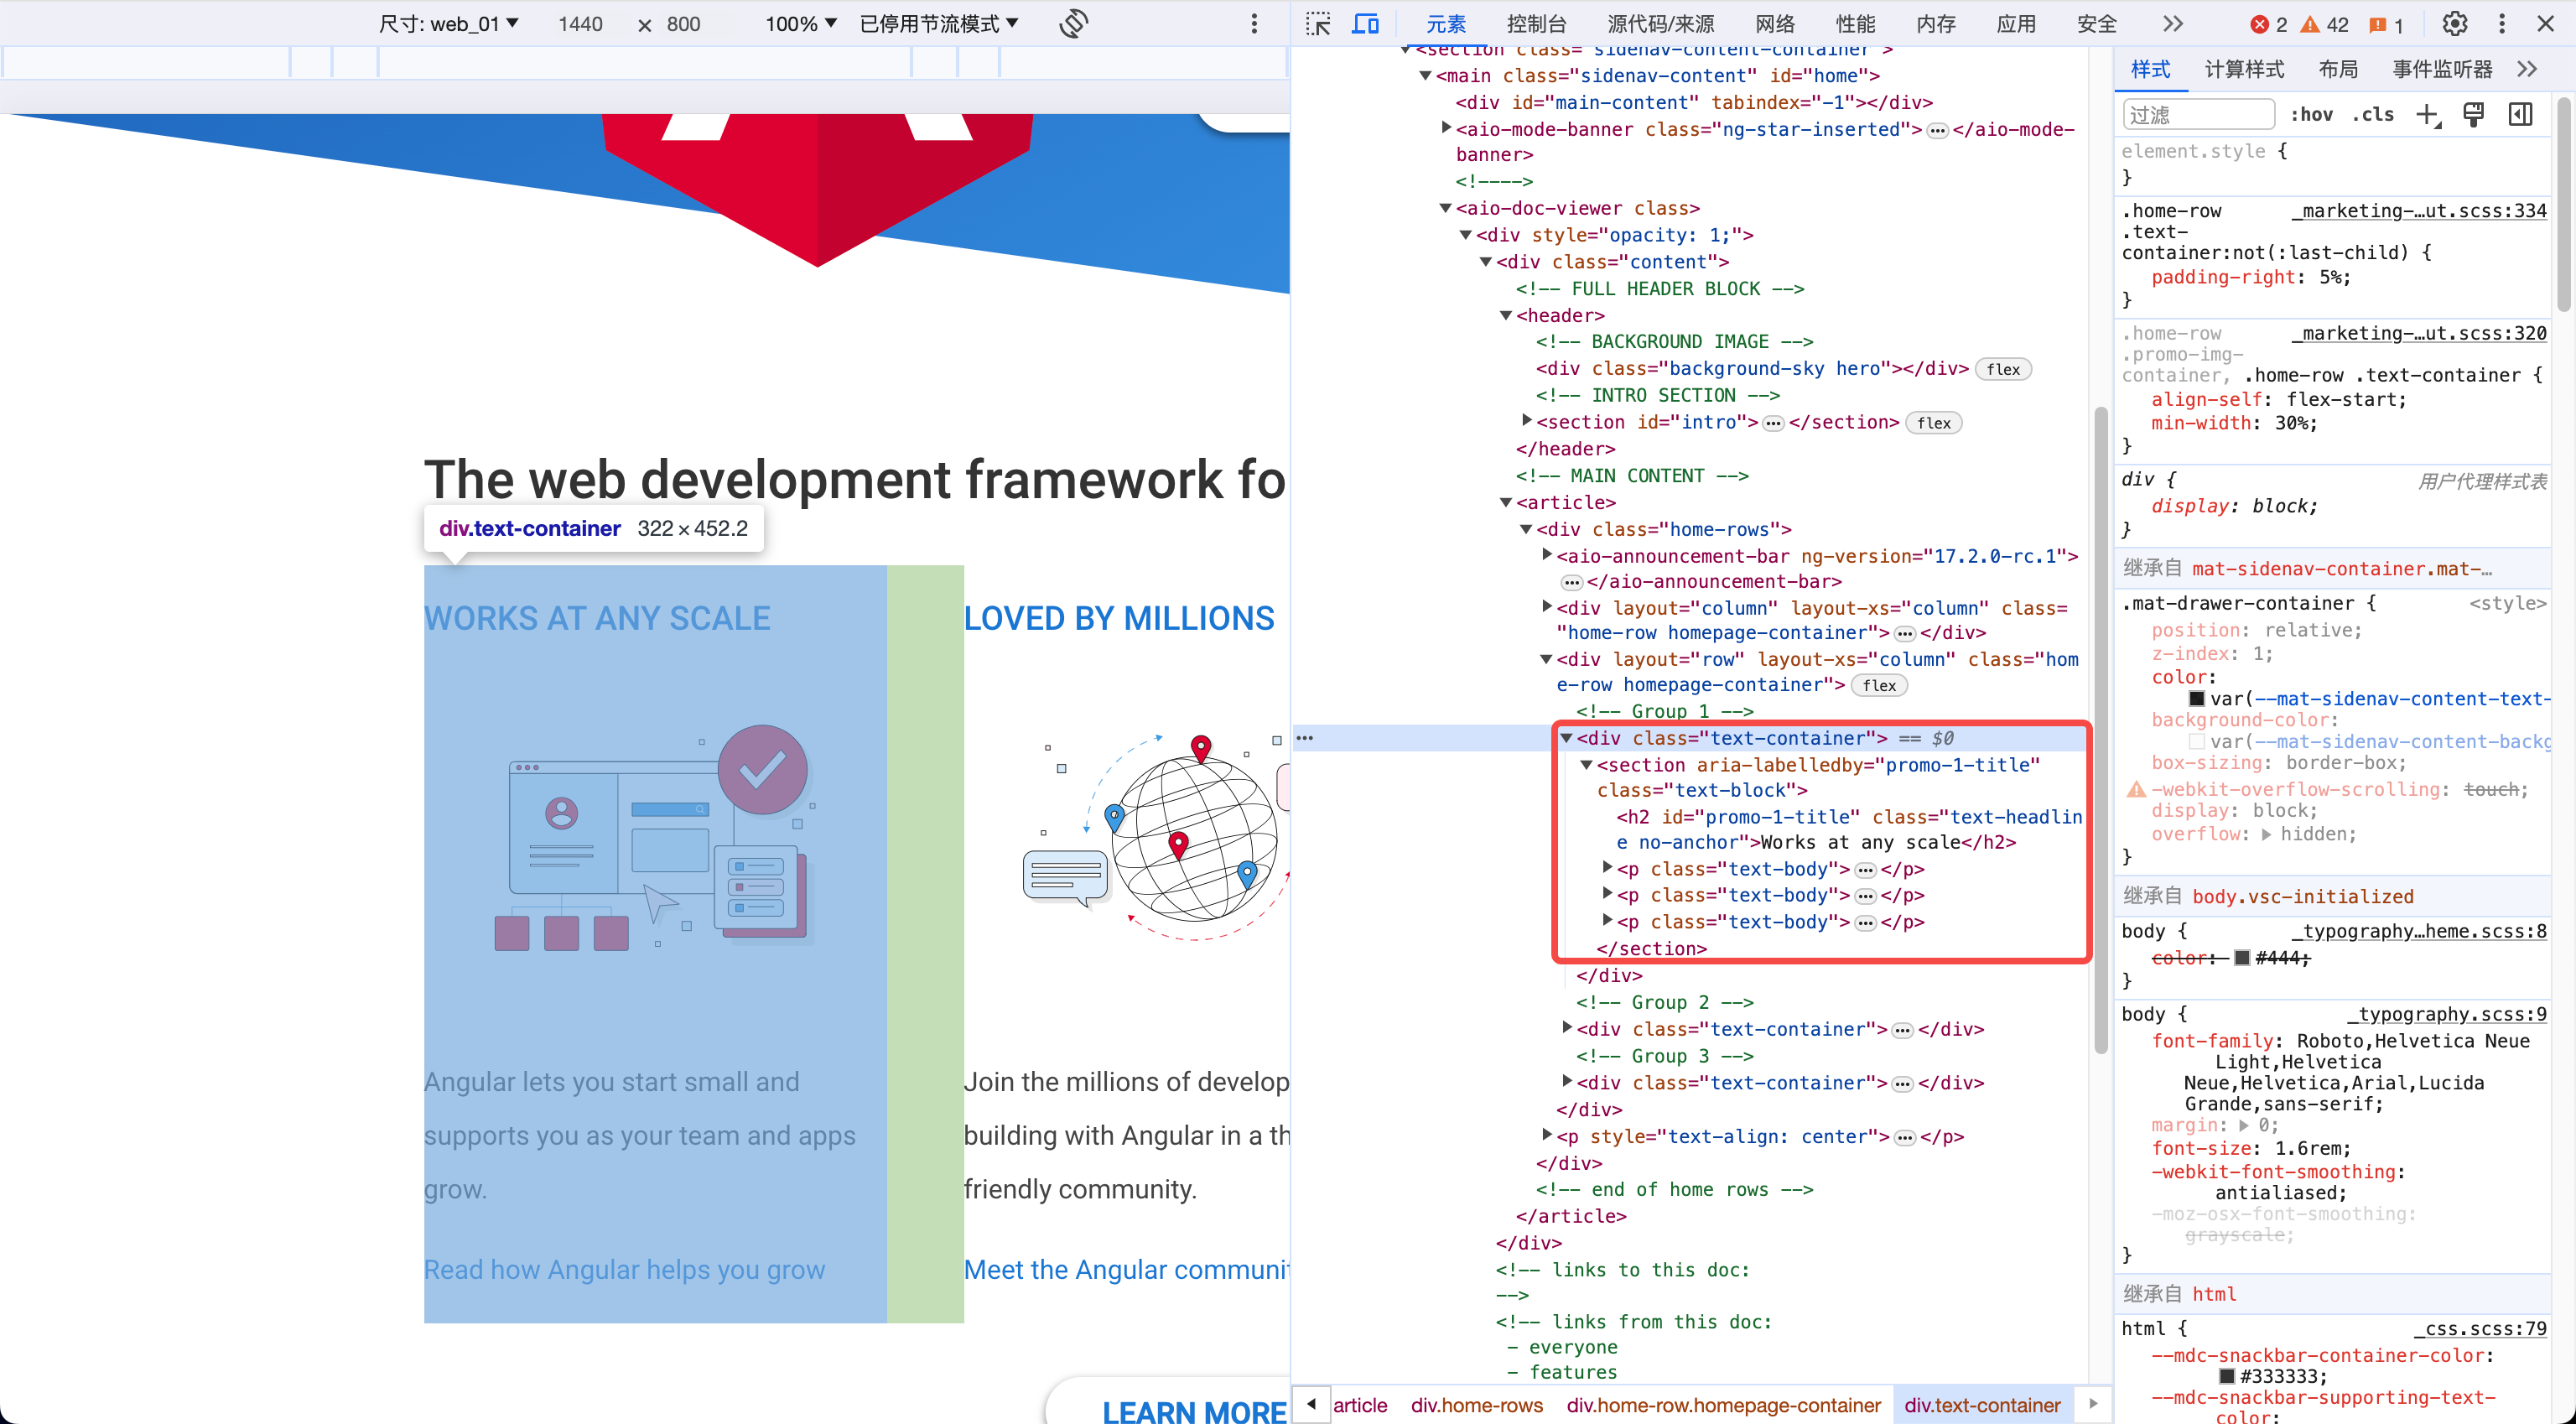 尺寸: web_01 ▼ 1440 × 800 100% ▼ 已停用节流模式 ▼
The web development framework fo
div.text-container 322 × 452.2
WORKS AT ANY SCALE
Angular lets you start small and
supports you as your team and apps
grow.
Read how Angular helps you grow
LOVED BY MILLIONS
Join the millions of develop
building with Angular in a th
friendly community.
Meet the Angular communi
LEARN MORE
元素 控制台 源代码/来源 网络 性能 内存 应用 安全 >> 2 42 1
<section class="sidenav-content-container">
<main class="sidenav-content" id="home">
<div id="main-content" tabindex="-1"></div>
<aio-mode-banner class="ng-star-inserted">…</aio-mode-
banner>
<!---->
<aio-doc-viewer class>
<div style="opacity: 1;">
<div class="content">
<!-- FULL HEADER BLOCK -->
<header>
<!-- BACKGROUND IMAGE -->
<div class="background-sky hero"></div> flex
<!-- INTRO SECTION -->
<section id="intro">…</section> flex
</header>
<!-- MAIN CONTENT -->
<article>
<div class="home-rows">
<aio-announcement-bar ng-version="17.2.0-rc.1">
…</aio-announcement-bar>
<div layout="column" layout-xs="column" class=
"home-row homepage-container">…</div>
<div layout="row" layout-xs="column" class="hom
e-row homepage-container"> flex
<!-- Group 1 -->
… <div class="text-container"> == $0
<section aria-labelledby="promo-1-title"
class="text-block">
<h2 id="promo-1-title" class="text-headlin
e no-anchor">Works at any scale</h2>
<p class="text-body">…</p>
<p class="text-body">…</p>
<p class="text-body">…</p>
</section>
</div>
<!-- Group 2 -->
<div class="text-container">…</div>
<!-- Group 3 -->
<div class="text-container">…</div>
</div>
<p style="text-align: center">…</p>
</div>
<!-- end of home rows -->
</article>
</div>
<!-- links to this doc:
-->
<!-- links from this doc:
- everyone
- features
article div.home-rows div.home-row.homepage-container div.text-container
样式 计算样式 布局 事件监听器 >>
过滤 :hov .cls
element.style {
}
.home-row _marketing-…ut.scss:334
.text-
container:not(:last-child) {
padding-right: 5%;
}
.home-row _marketing-…ut.scss:320
.promo-img-
container, .home-row .text-container {
align-self: flex-start;
min-width: 30%;
}
div { 用户代理样式表
display: block;
}
继承自 mat-sidenav-container.mat-…
.mat-drawer-container { <style>
position: relative;
z-index: 1;
color:
var(--mat-sidenav-content-text-
background-color:
var(--mat-sidenav-content-backg
box-sizing: border-box;
-webkit-overflow-scrolling: touch;
display: block;
overflow: hidden;
}
继承自 body.vsc-initialized
body { _typography…heme.scss:8
color: #444;
}
body { _typography.scss:9
font-family: Roboto,Helvetica Neue
Light,Helvetica
Neue,Helvetica,Arial,Lucida
Grande,sans-serif;
margin: 0;
font-size: 1.6rem;
-webkit-font-smoothing:
antialiased;
-moz-osx-font-smoothing:
grayscale;
}
继承自 html
html { _css.scss:79
--mdc-snackbar-container-color:
#333333;
--mdc-snackbar-supporting-text-
color: